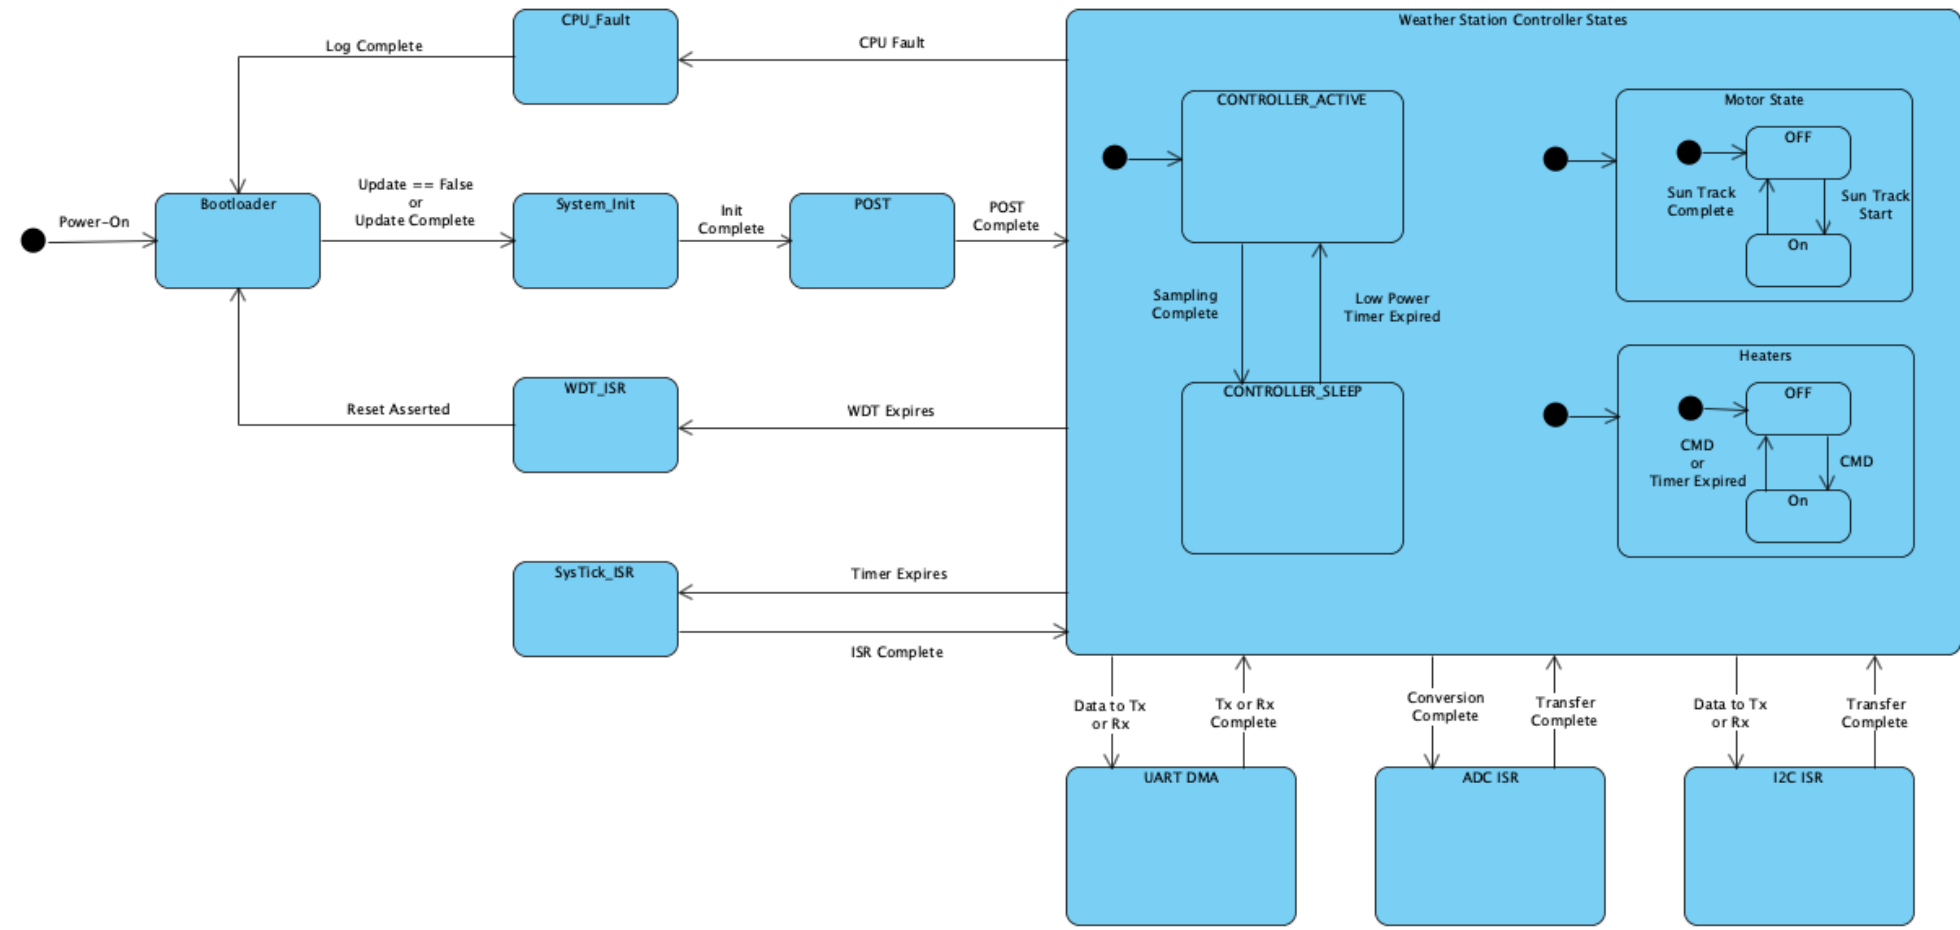 CPU_Fault
Weather Station Controller States
Log Complete
CPU Fault
CONTROLLER_ACTIVE
Motor State
OFF
Sun Track
Complete
Sun Track
Start
On
Power-On
Bootloader
Update == False
or
Update Complete
System_Init
Init
Complete
POST
POST
Complete
Sampling
Complete
Low Power
Timer Expired
Heaters
OFF
CMD
or
Timer Expired
CMD
On
CONTROLLER_SLEEP
WDT_ISR
Reset Asserted
WDT Expires
SysTick_ISR
Timer Expires
ISR Complete
Data to Tx
or Rx
Tx or Rx
Complete
Conversion
Complete
Transfer
Complete
Data to Tx
or Rx
Transfer
Complete
UART DMA
ADC ISR
I2C ISR